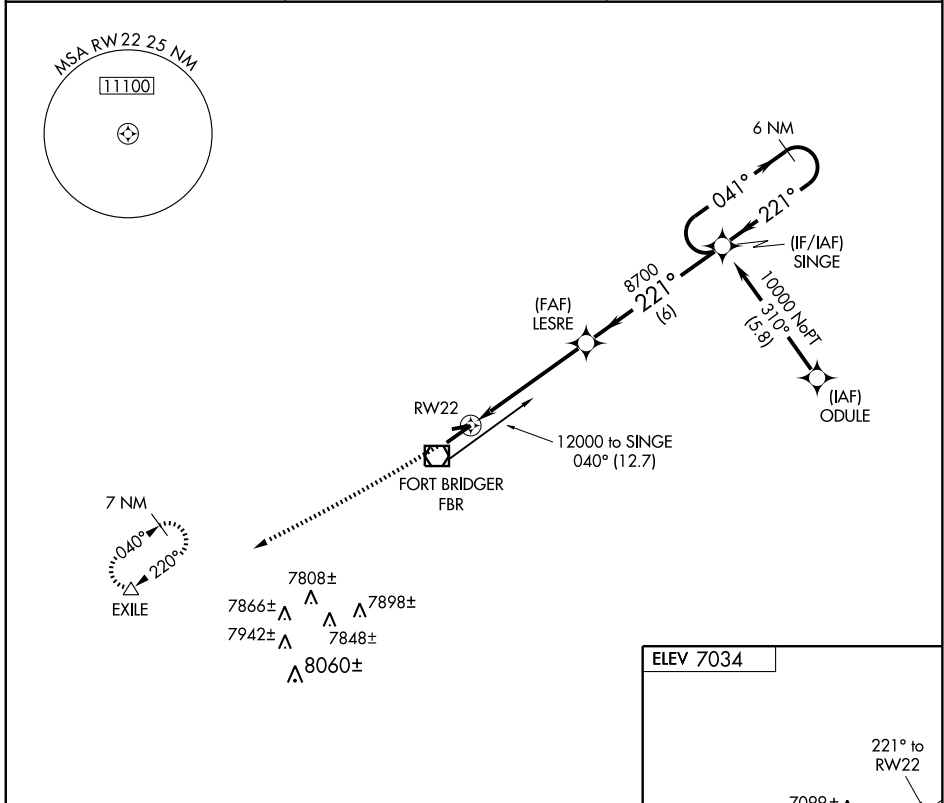 MSA RW22 25 NM
11100
6 NM
041°
221°
(IF/IAF)
SINGE
8700
221°
(6)
10000 NoPT
310°
(5.8)
(FAF)
LESRE
(IAF)
ODULE
RW22
12000 to SINGE
040° (12.7)
FORT BRIDGER
FBR
7 NM
040°
220°
EXILE
7808±
7866±
7898±
7942±
7848±
8060±
ELEV 7034
221° to
RW22